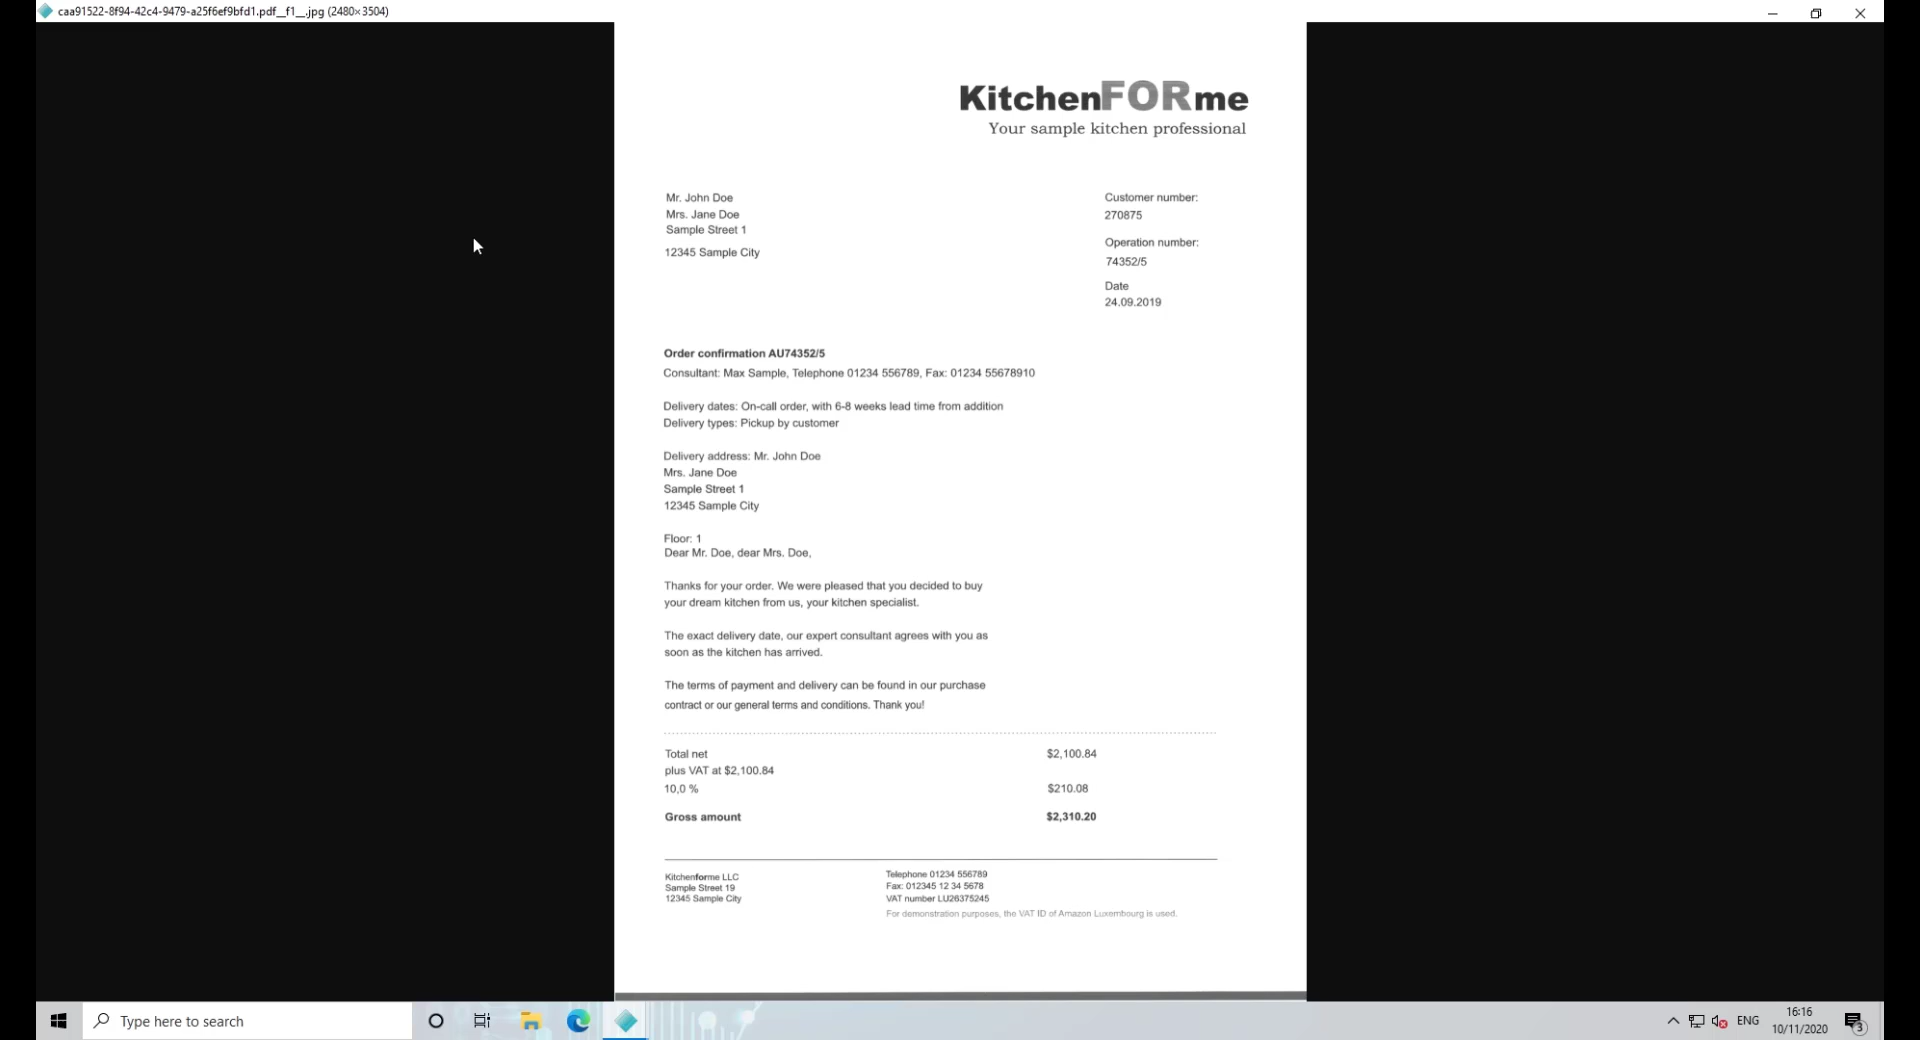 caa91522-8f94-42c4-9479-a25f6ef9bfd1.pdf__f1__.jpg (2480×3504)
KitchenFORme
Your sample kitchen professional
Mr. John Doe
Mrs. Jane Doe
Sample Street 1
12345 Sample City
Customer number:
270875
Operation number:
74352/5
Date
24.09.2019
Order confirmation AU74352/5
Consultant: Max Sample, Telephone 01234 556789, Fax: 01234 55678910
Delivery dates: On-call order, with 6-8 weeks lead time from addition
Delivery types: Pickup by customer
Delivery address: Mr. John Doe
Mrs. Jane Doe
Sample Street 1
12345 Sample City
Floor: 1
Dear Mr. Doe, dear Mrs. Doe,
Thanks for your order. We were pleased that you decided to buy
your dream kitchen from us, your kitchen specialist.
The exact delivery date, our expert consultant agrees with you as
soon as the kitchen has arrived.
The terms of payment and delivery can be found in our purchase
contract or our general terms and conditions. Thank you!
Total net $2,100.84
plus VAT at $2,100.84
10,0 % $210.08
Gross amount $2,310.20
Kitchenforme LLC
Sample Street 19
12345 Sample City
Telephone 01234 556789
Fax: 012345 12 34 5678
VAT number LU26375245
For demonstration purposes, the VAT ID of Amazon Luxembourg is used.
Type here to search
ENG
16:16
10/11/2020
3